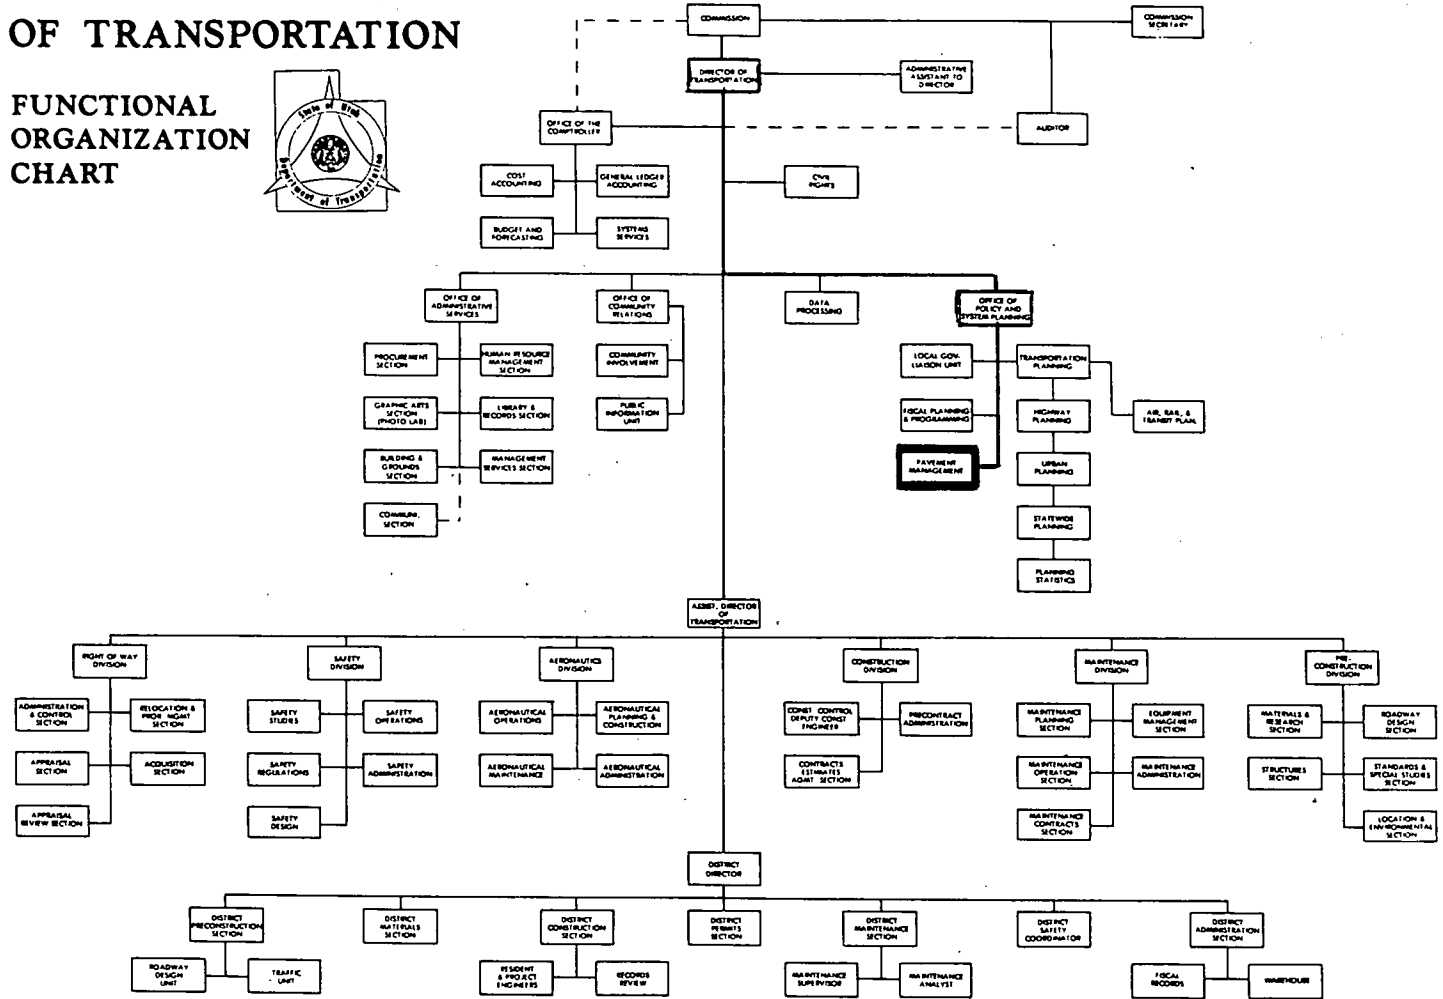 OF TRANSPORTATION
FUNCTIONAL
ORGANIZATION
CHART
State of Utah
Department of Transportation
COMMISSION
COMMISSION
SECRETARY
DIRECTOR OF
TRANSPORTATION
ADMINISTRATIVE
ASSISTANT TO
DIRECTOR
OFFICE OF THE
COMPTROLLER
AUDITOR
COST
ACCOUNTING
GENERAL LEDGER
ACCOUNTING
CIVIL
RIGHTS
BUDGET AND
FORECASTING
SYSTEMS
SERVICES
OFFICE OF
ADMINISTRATIVE
SERVICES
OFFICE OF
COMMUNITY
RELATIONS
DATA
PROCESSING
OFFICE OF
POLICY AND
SYSTEM PLANNING
PROCUREMENT
SECTION
HUMAN RESOURCE
MANAGEMENT
SECTION
COMMUNITY
INVOLVEMENT
LOCAL GOV-
LIAISON UNIT
TRANSPORTATION
PLANNING
GRAPHIC ARTS
SECTION
(PHOTO LAB)
LIBRARY &
RECORDS SECTION
PUBLIC
INFORMATION
UNIT
FISCAL PLANNING
& PROGRAMMING
HIGHWAY
PLANNING
AIR, RAIL, &
TRANSIT PLAN.
BUILDING &
GROUNDS
SECTION
MANAGEMENT
SERVICES SECTION
PAVEMENT
MANAGEMENT
URBAN
PLANNING
COMMUNI.
SECTION
STATEWIDE
PLANNING
PLANNING
STATISTICS
ASSIST. DIRECTOR
OF
TRANSPORTATION
RIGHT OF WAY
DIVISION
SAFETY
DIVISION
AERONAUTICS
DIVISION
CONSTRUCTION
DIVISION
MAINTENANCE
DIVISION
PRE-
CONSTRUCTION
DIVISION
ADMINISTRATION
& CONTROL
SECTION
RELOCATION &
PROP. MGMT
SECTION
SAFETY
STUDIES
SAFETY
OPERATIONS
AERONAUTICAL
OPERATIONS
AERONAUTICAL
PLANNING &
CONSTRUCTION
CONST CONTROL
DEPUTY CONST
ENGINEER
PRECONTRACT
ADMINISTRATION
MAINTENANCE
PLANNING
SECTION
EQUIPMENT
MANAGEMENT
SECTION
MATERIALS &
RESEARCH
SECTION
ROADWAY
DESIGN
SECTION
APPRAISAL
SECTION
ACQUISITION
SECTION
SAFETY
REGULATIONS
SAFETY
ADMINISTRATION
AERONAUTICAL
MAINTENANCE
AERONAUTICAL
ADMINISTRATION
CONTRACTS
ESTIMATES
AGMT SECTION
MAINTENANCE
OPERATION
SECTION
MAINTENANCE
ADMINISTRATION
STRUCTURES
SECTION
STANDARDS &
SPECIAL STUDIES
SECTION
APPRAISAL
REVIEW SECTION
SAFETY
DESIGN
MAINTENANCE
CONTRACTS
SECTION
LOCATION &
ENVIRONMENTAL
SECTION
DISTRICT
DIRECTOR
DISTRICT
PRECONSTRUCTION
SECTION
DISTRICT
MATERIALS
SECTION
DISTRICT
CONSTRUCTION
SECTION
DISTRICT
PERMITS
SECTION
DISTRICT
MAINTENANCE
SECTION
DISTRICT
SAFETY
COORDINATOR
DISTRICT
ADMINISTRATION
SECTION
ROADWAY
DESIGN
UNIT
TRAFFIC
UNIT
RESIDENT
& PROJECT
ENGINEERS
RECORDS
REVIEW
MAINTENANCE
SUPERVISOR
MAINTENANCE
ANALYST
FISCAL
RECORDS
WAREHOUSE